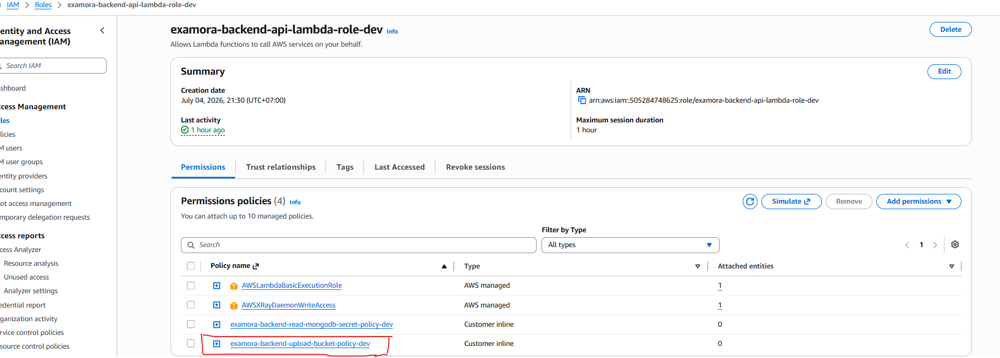 IAM > Roles > examora-backend-api-lambda-role-dev
entity and Access
anagement (IAM)
Search IAM
shboard
ccess Management
les
licies
M users
M user groups
entity providers
count settings
ot access management
mporary delegation requests
ccess reports
cess Analyzer
Resource analysis
Unused access
Analyzer settings
edential report
ganization activity
rvice control policies
source control policies
examora-backend-api-lambda-role-dev Info
Delete
Allows Lambda functions to call AWS services on your behalf.
Summary
Edit
Creation date
July 04, 2026, 21:30 (UTC+07:00)
ARN
arn:aws:iam::505284748625:role/examora-backend-api-lambda-role-dev
Last activity
1 hour ago
Maximum session duration
1 hour
Permissions Trust relationships Tags Last Accessed Revoke sessions
Permissions policies (4) Info
Simulate Remove Add permissions
You can attach up to 10 managed policies.
Filter by Type
Search
All types
1
Policy name Type Attached entities
AWSLambdaBasicExecutionRole AWS managed 1
AWSXRayDaemonWriteAccess AWS managed 1
examora-backend-read-mongodb-secret-policy-dev Customer inline 0
examora-backend-upload-bucket-policy-dev Customer inline 0